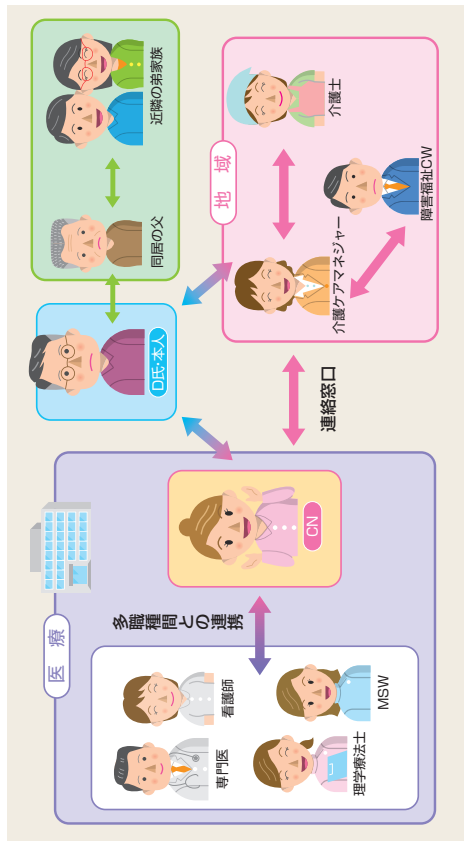 医療
多職種間との連携
専門医
看護師
理学療法士
MSW
CN
連絡窓口
D氏・本人
同居の父
近隣の弟家族
地域
介護ケアマネジャー
介護士
障害福祉CW